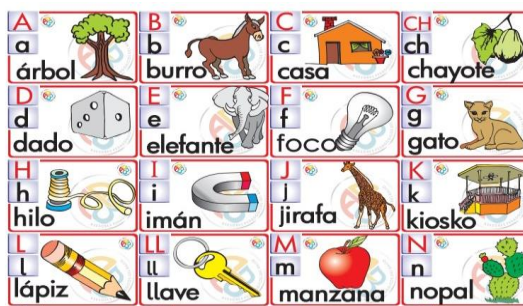 A
a
árbol
B
b
burro
C
c
casa
CH
ch
chayote
D
d
dado
E
e
elefante
F
f
foco
G
g
gato
H
h
hilo
I
i
imán
J
j
jirafa
K
k
kiosko
L
l
lápiz
LL
ll
llave
M
m
manzana
N
n
nopal